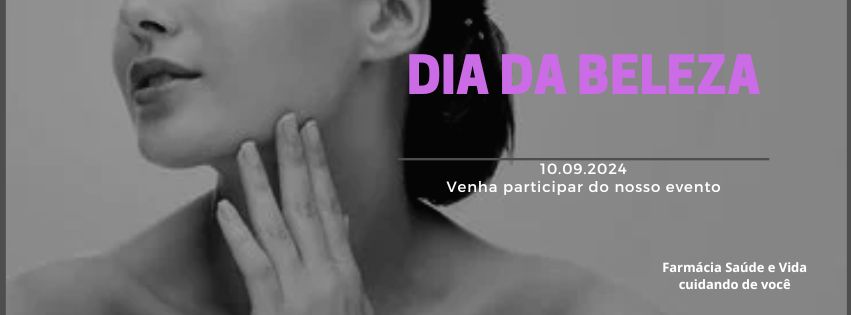 DIA DA BELEZA
10.09.2024
Venha participar do nosso evento
Farmácia Saúde e Vida
cuidando de você